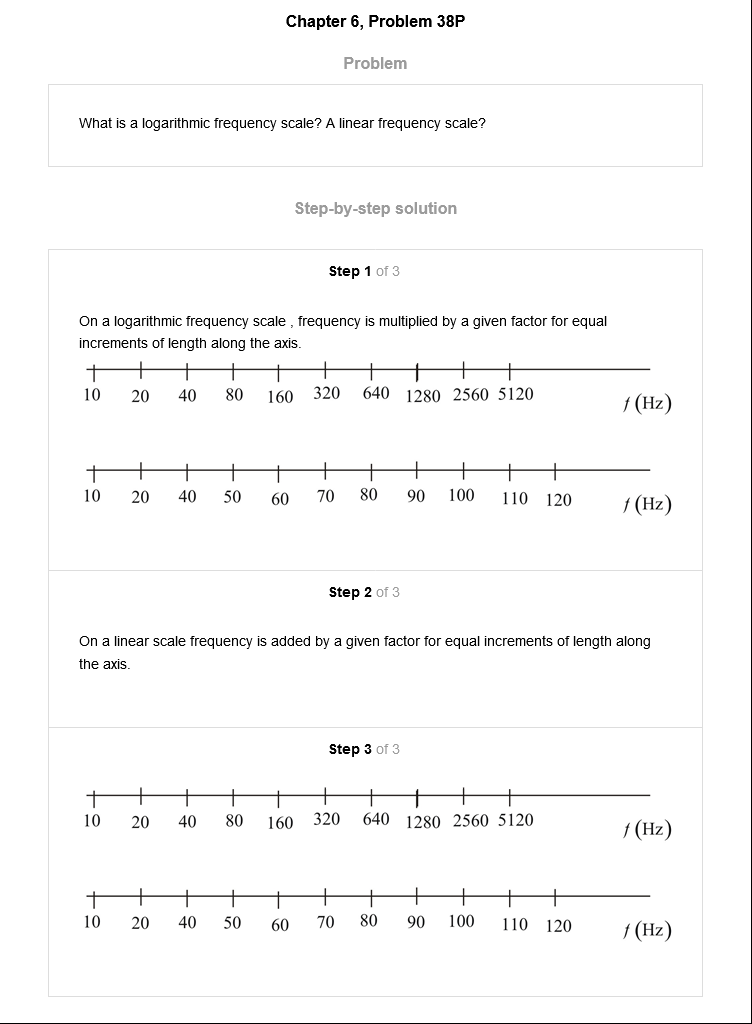 Chapter 6, Problem 38P
Problem
What is a logarithmic frequency scale? A linear frequency scale?
Step-by-step solution
Step 1 of 3
On a logarithmic frequency scale , frequency is multiplied by a given factor for equal
increments of length along the axis.
10 20 40 80 160 320 640 1280 2560 5120 f (Hz)
10 20 40 50 60 70 80 90 100 110 120 f (Hz)
Step 2 of 3
On a linear scale frequency is added by a given factor for equal increments of length along
the axis.
Step 3 of 3
10 20 40 80 160 320 640 1280 2560 5120 f (Hz)
10 20 40 50 60 70 80 90 100 110 120 f (Hz)